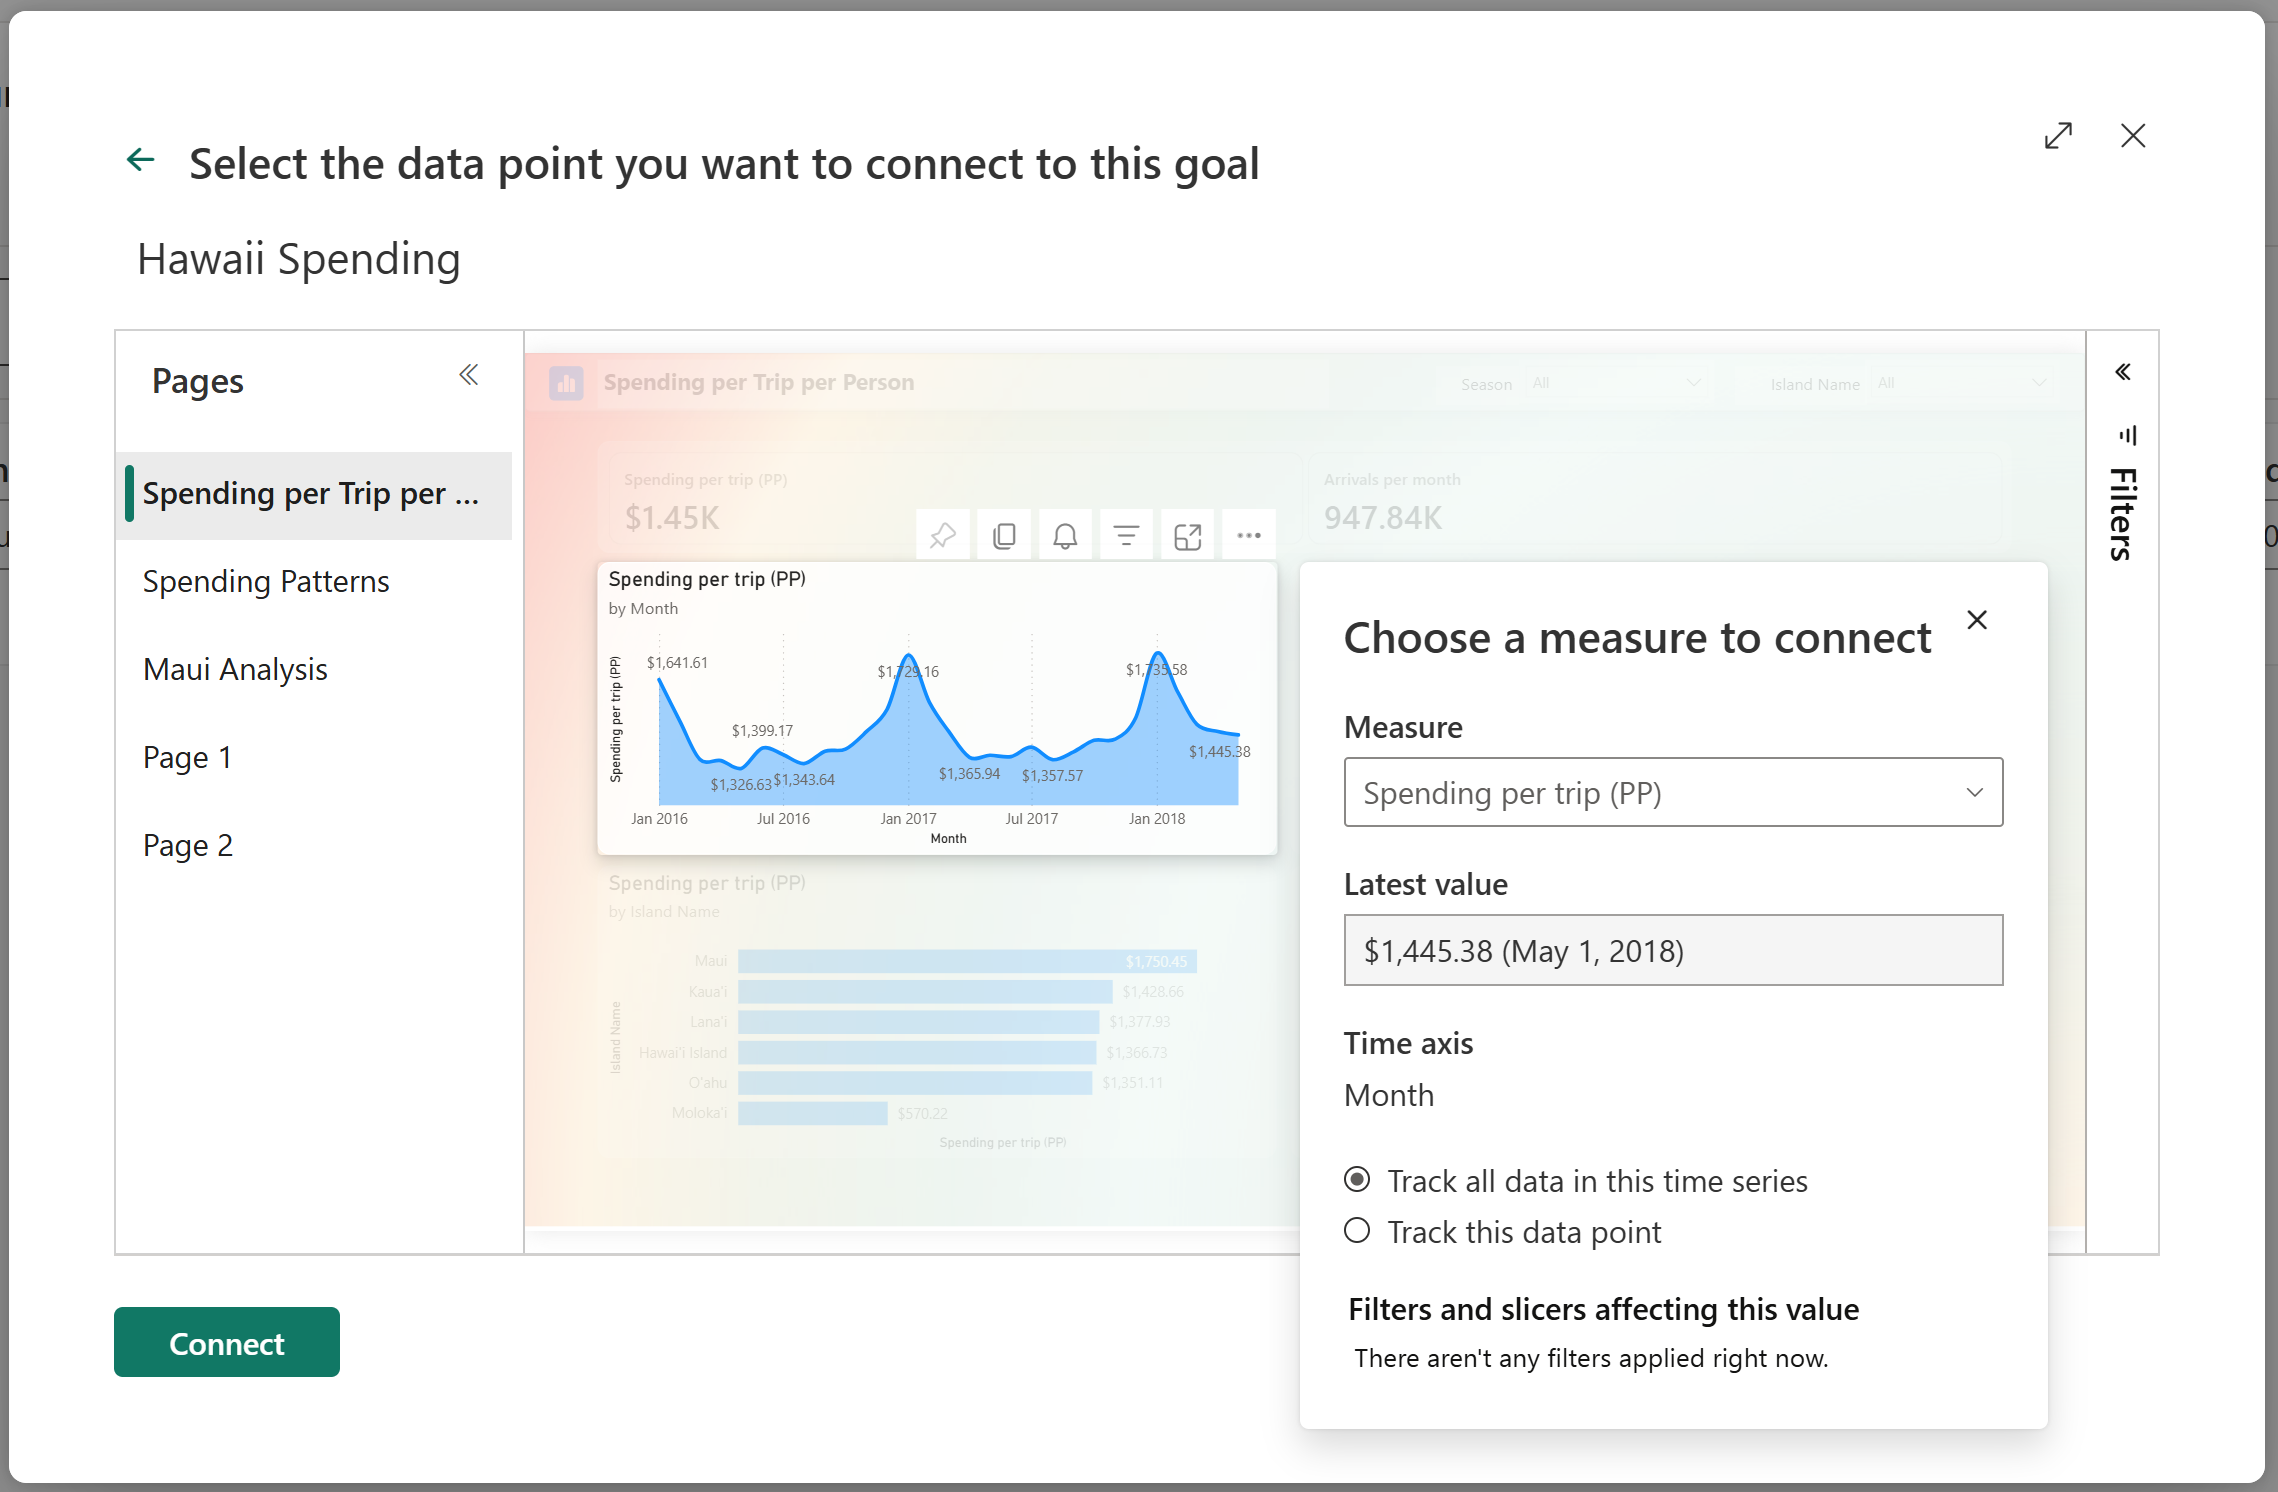 Select the data point you want to connect to this goal
Hawaii Spending
Pages
Spending per Trip per ...
Spending Patterns
Maui Analysis
Page 1
Page 2
Spending per Trip per Person
Season All
Island Name All
Spending per trip (PP)
$1.45K
Arrivals per month
947.84K
Spending per trip (PP)
by Month
Spending per trip (PP)
$1,641.61
$1,729.16
$1,735.58
$1,399.17
$1,445.38
$1,326.63
$1,343.64
$1,365.94
$1,357.57
Jan 2016
Jul 2016
Jan 2017
Jul 2017
Jan 2018
Month
Spending per trip (PP)
by Island Name
Island Name
Maui $1,750.45
Kaua'i $1,428.66
Lana'i $1,377.93
Hawai'i Island $1,366.73
O'ahu $1,351.11
Moloka'i $570.22
Spending per trip (PP)
Choose a measure to connect
Measure
Spending per trip (PP)
Latest value
$1,445.38 (May 1, 2018)
Time axis
Month
Track all data in this time series
Track this data point
Filters and slicers affecting this value
There aren't any filters applied right now.
Filters
Connect